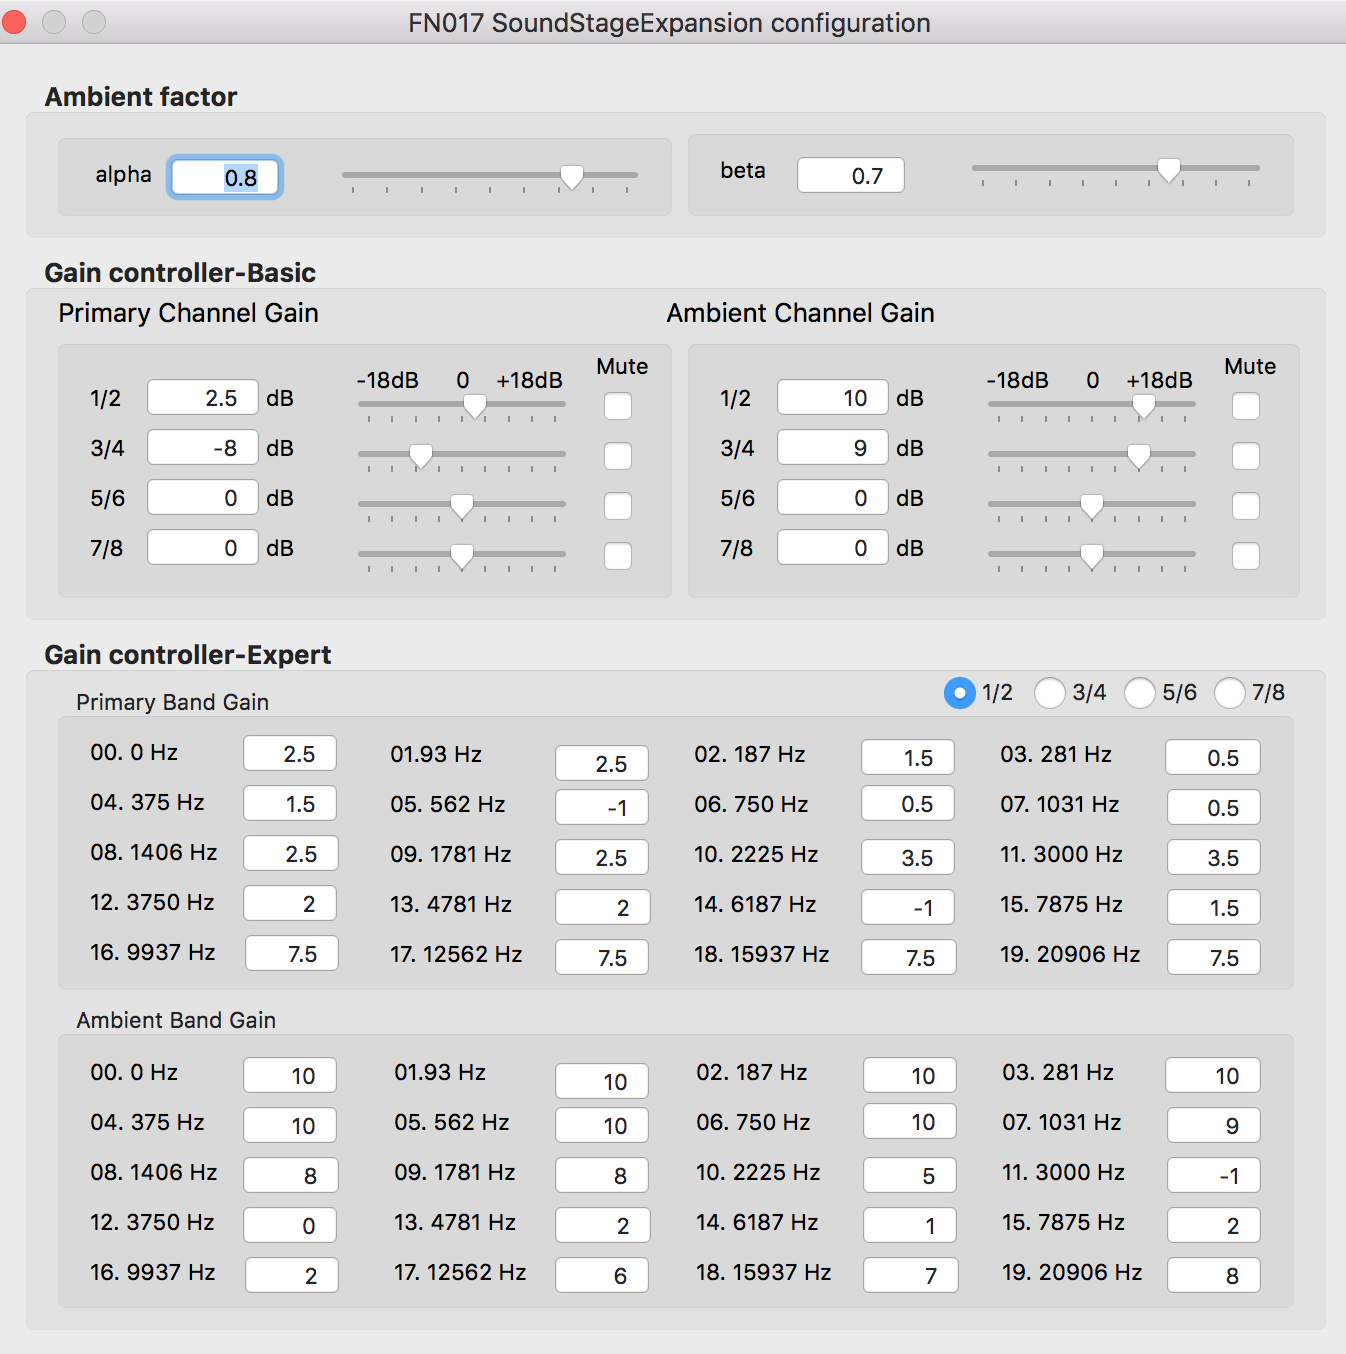 FN017 SoundStageExpansion configuration
Ambient factor
alpha 0.8 beta 0.7
Gain controller-Basic
Primary Channel Gain Ambient Channel Gain
-18dB 0 +18dB Mute -18dB 0 +18dB Mute
1/2 2.5 dB 1/2 10 dB
3/4 -8 dB 3/4 9 dB
5/6 0 dB 5/6 0 dB
7/8 0 dB 7/8 0 dB
Gain controller-Expert
Primary Band Gain 1/2 3/4 5/6 7/8
00. 0 Hz 2.5 01.93 Hz 2.5 02. 187 Hz 1.5 03. 281 Hz 0.5
04. 375 Hz 1.5 05. 562 Hz -1 06. 750 Hz 0.5 07. 1031 Hz 0.5
08. 1406 Hz 2.5 09. 1781 Hz 2.5 10. 2225 Hz 3.5 11. 3000 Hz 3.5
12. 3750 Hz 2 13. 4781 Hz 2 14. 6187 Hz -1 15. 7875 Hz 1.5
16. 9937 Hz 7.5 17. 12562 Hz 7.5 18. 15937 Hz 7.5 19. 20906 Hz 7.5
Ambient Band Gain
00. 0 Hz 10 01.93 Hz 10 02. 187 Hz 10 03. 281 Hz 10
04. 375 Hz 10 05. 562 Hz 10 06. 750 Hz 10 07. 1031 Hz 9
08. 1406 Hz 8 09. 1781 Hz 8 10. 2225 Hz 5 11. 3000 Hz -1
12. 3750 Hz 0 13. 4781 Hz 2 14. 6187 Hz 1 15. 7875 Hz 2
16. 9937 Hz 2 17. 12562 Hz 6 18. 15937 Hz 7 19. 20906 Hz 8